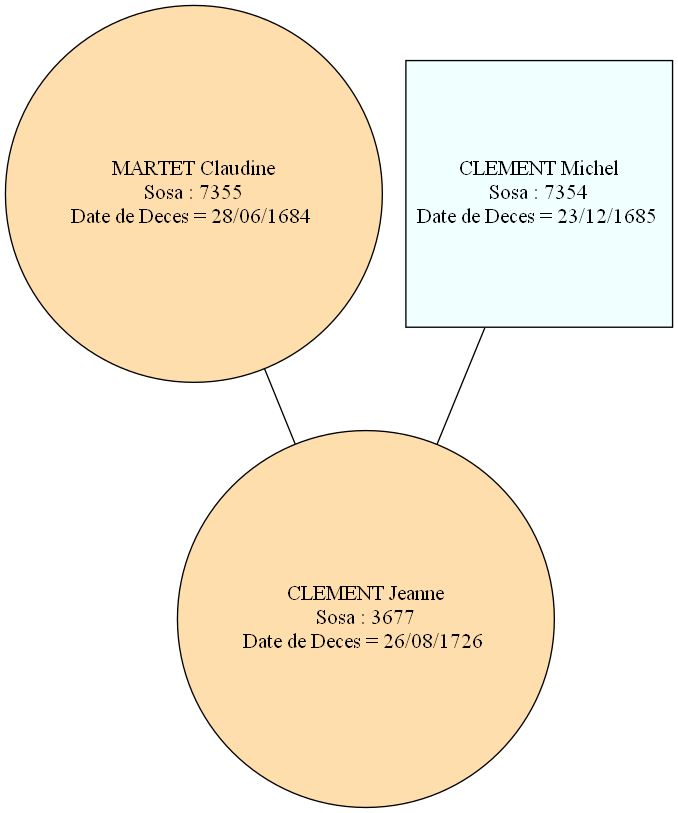 MARTET Claudine
Sosa : 7355
Date de Deces = 28/06/1684
CLEMENT Michel
Sosa : 7354
Date de Deces = 23/12/1685
CLEMENT Jeanne
Sosa : 3677
Date de Deces = 26/08/1726